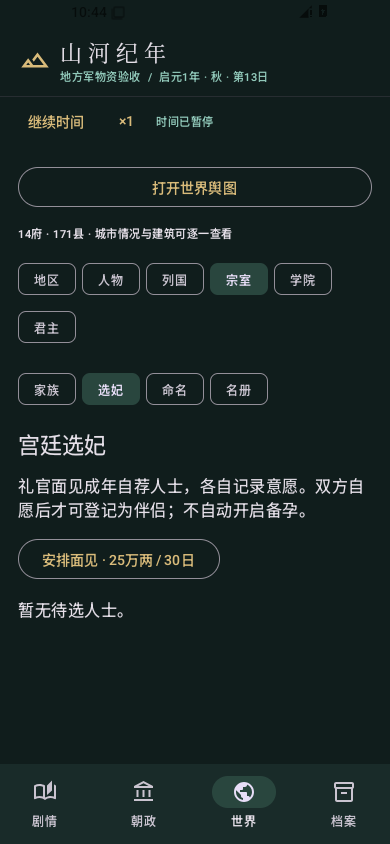 10:44
山河纪年
地方军物资验收 / 启元1年 · 秋 · 第13日
继续时间 ×1 时间已暂停
打开世界舆图
14府 · 171县 · 城市情况与建筑可逐一查看
地区 人物 列国 宗室 学院
君主
家族 选妃 命名 名册
宫廷选妃
礼官面见成年自荐人士，各自记录意愿。双方自
愿后才可登记为伴侣；不自动开启备孕。
安排面见 · 25万两 / 30日
暂无待选人士。
剧情 朝政 世界 档案